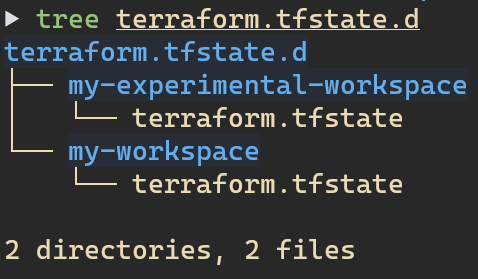 ▶ tree terraform.tfstate.d
terraform.tfstate.d
├── my-experimental-workspace
│   └── terraform.tfstate
└── my-workspace
    └── terraform.tfstate

2 directories, 2 files